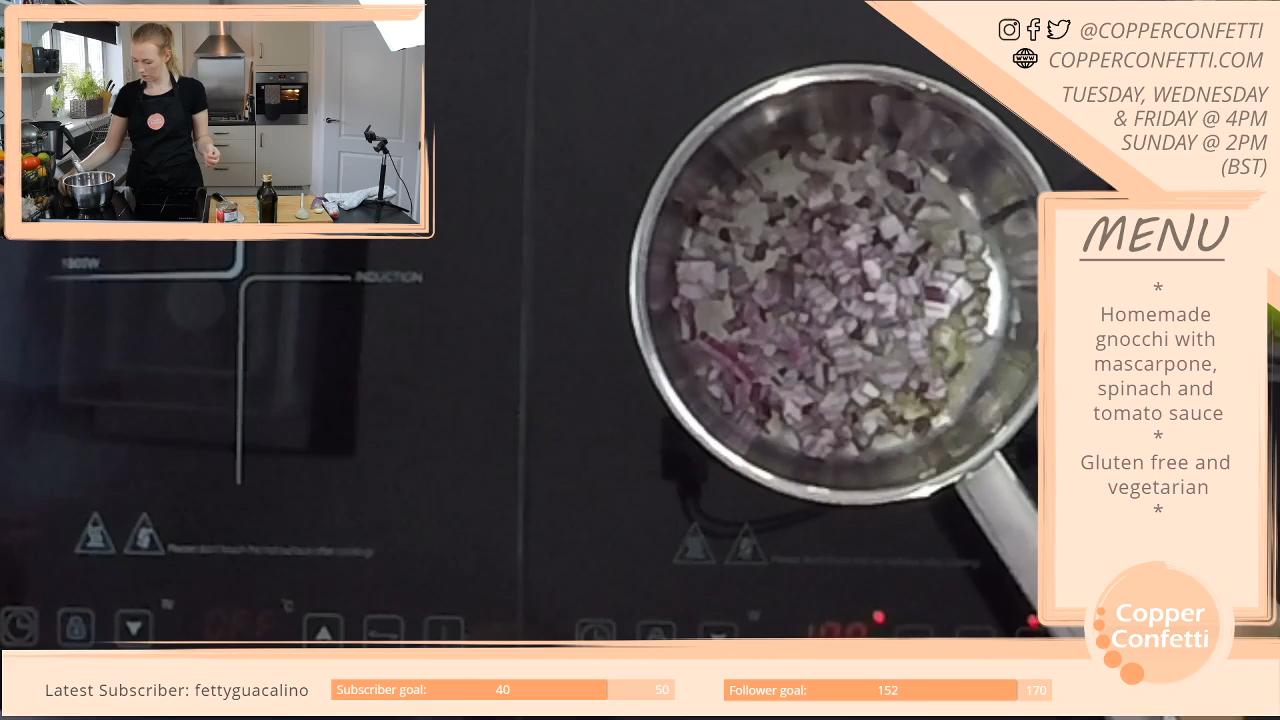 @COPPERCONFETTI
COPPERCONFETTI.COM
TUESDAY, WEDNESDAY
& FRIDAY @ 4PM
SUNDAY @ 2PM
(BST)
INDUCTION
MENU
*
Homemade
gnocchi with
mascarpone,
spinach and
tomato sauce
*
Gluten free and
vegetarian
*
Copper
Confetti
Latest Subscriber: fettyguacalino
Subscriber goal: 40 50
Follower goal: 152 170